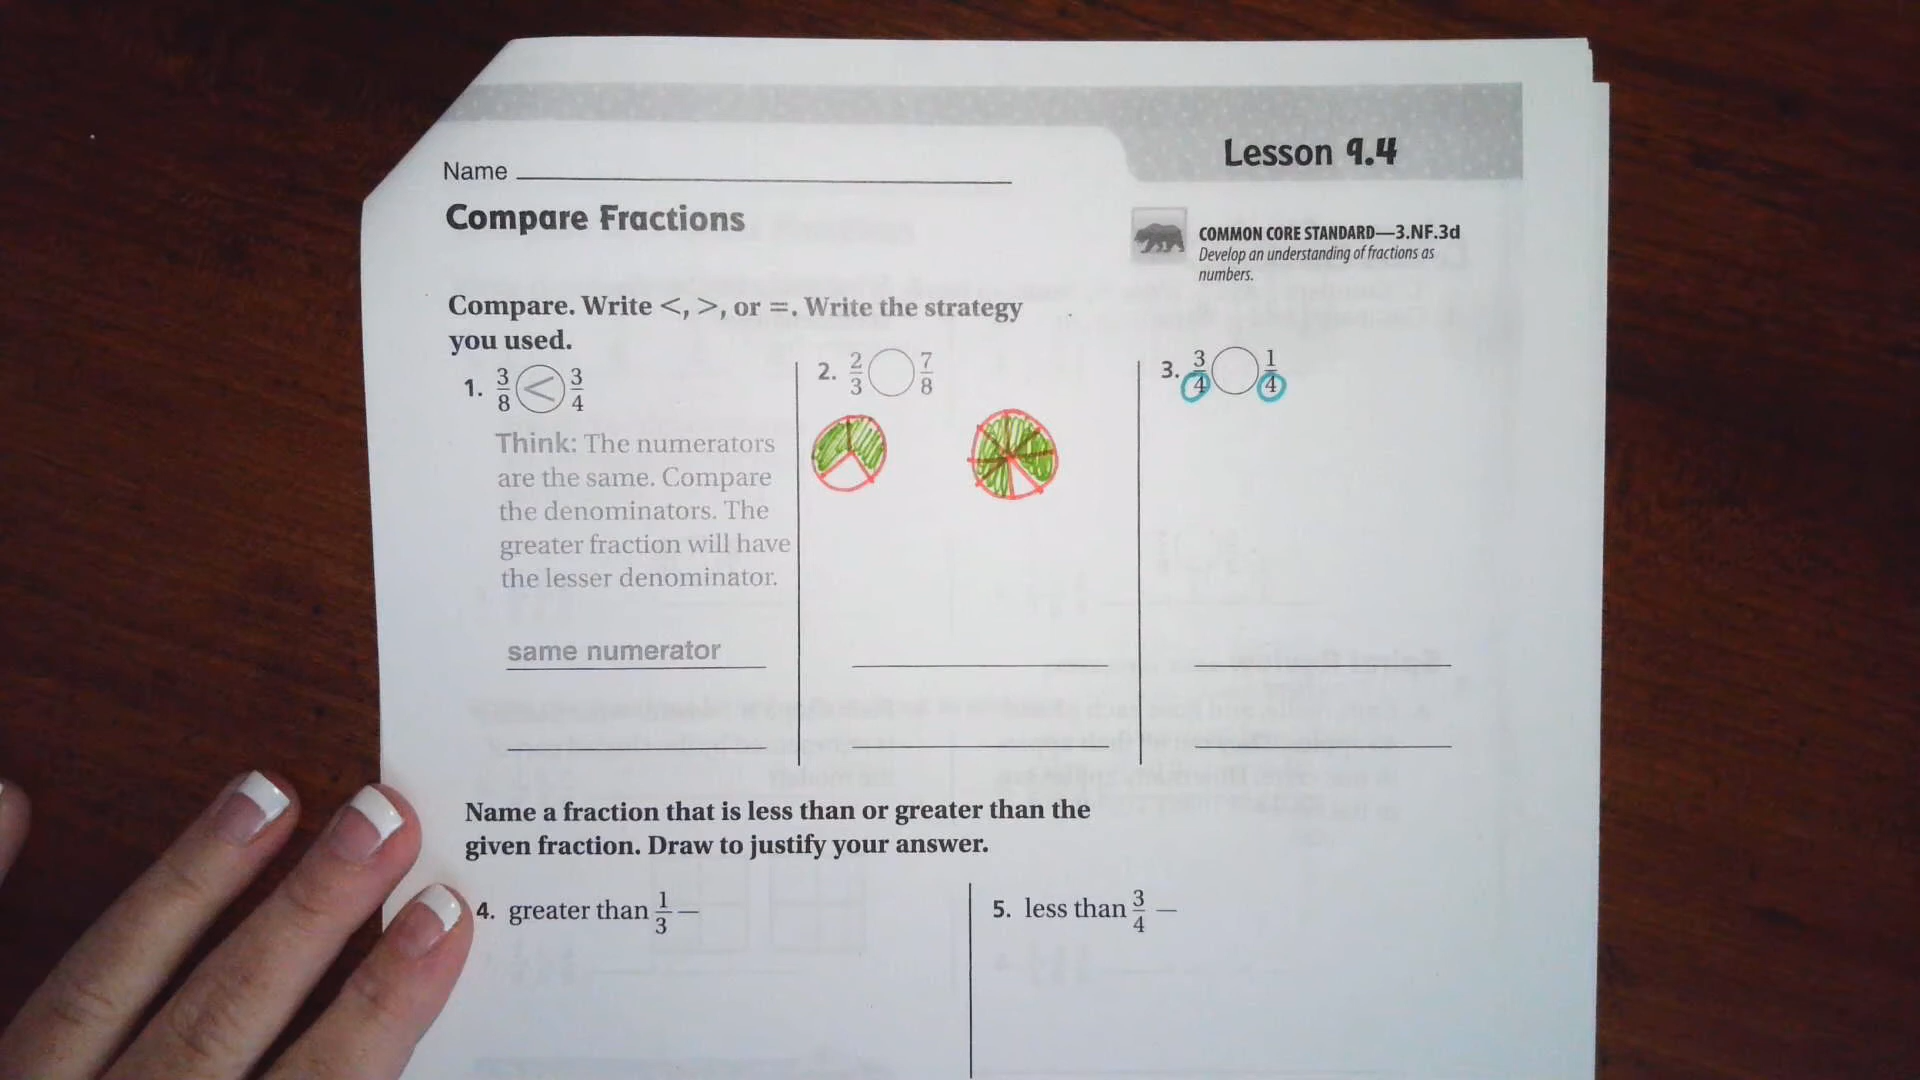 Lesson 9.4
Name
Compare Fractions
COMMON CORE STANDARD—3.NF.3d
Develop an understanding of fractions as
numbers.
Compare. Write <, >, or =. Write the strategy
you used.
1. 3/8 < 3/4
Think: The numerators
are the same. Compare
the denominators. The
greater fraction will have
the lesser denominator.
same numerator
2. 2/3 7/8
3. 3/4 1/4
Name a fraction that is less than or greater than the
given fraction. Draw to justify your answer.
4. greater than 1/3
5. less than 3/4